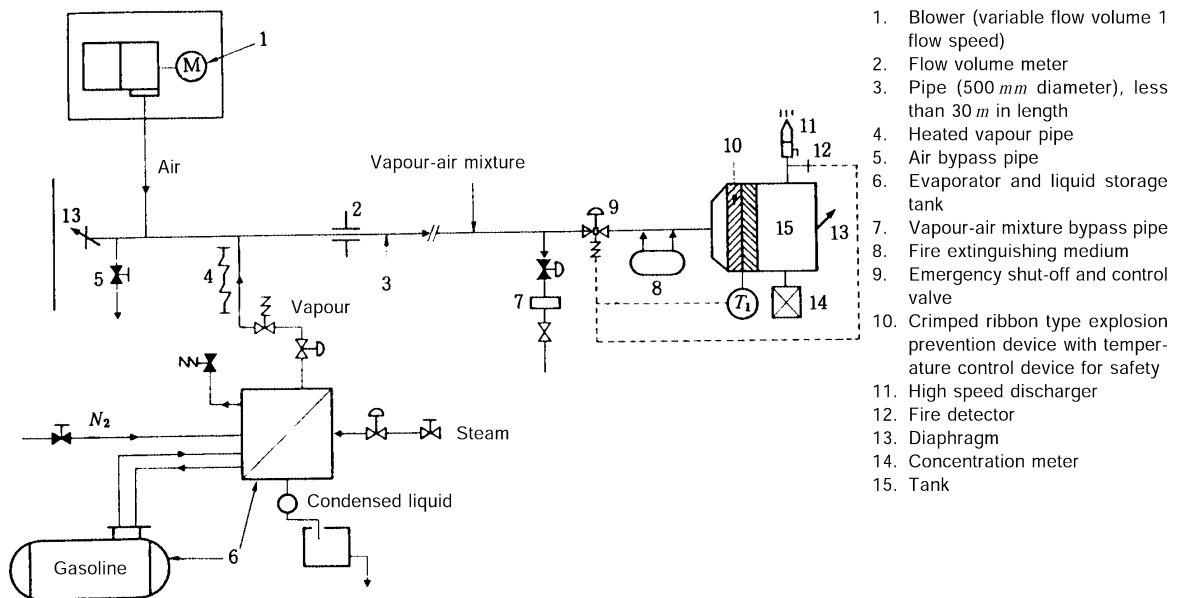 1
M
Air
Vapour-air mixture
13
2
9
10
11
12
15
13
5
4
3
7
8
T1
14
Vapour
N2
Steam
Condensed liquid
6
Gasoline
1. Blower (variable flow volume 1
flow speed)
2. Flow volume meter
3. Pipe (500 mm diameter), less
than 30 m in length
4. Heated vapour pipe
5. Air bypass pipe
6. Evaporator and liquid storage
tank
7. Vapour-air mixture bypass pipe
8. Fire extinguishing medium
9. Emergency shut-off and control
valve
10. Crimped ribbon type explosion
prevention device with temper-
ature control device for safety
11. High speed discharger
12. Fire detector
13. Diaphragm
14. Concentration meter
15. Tank